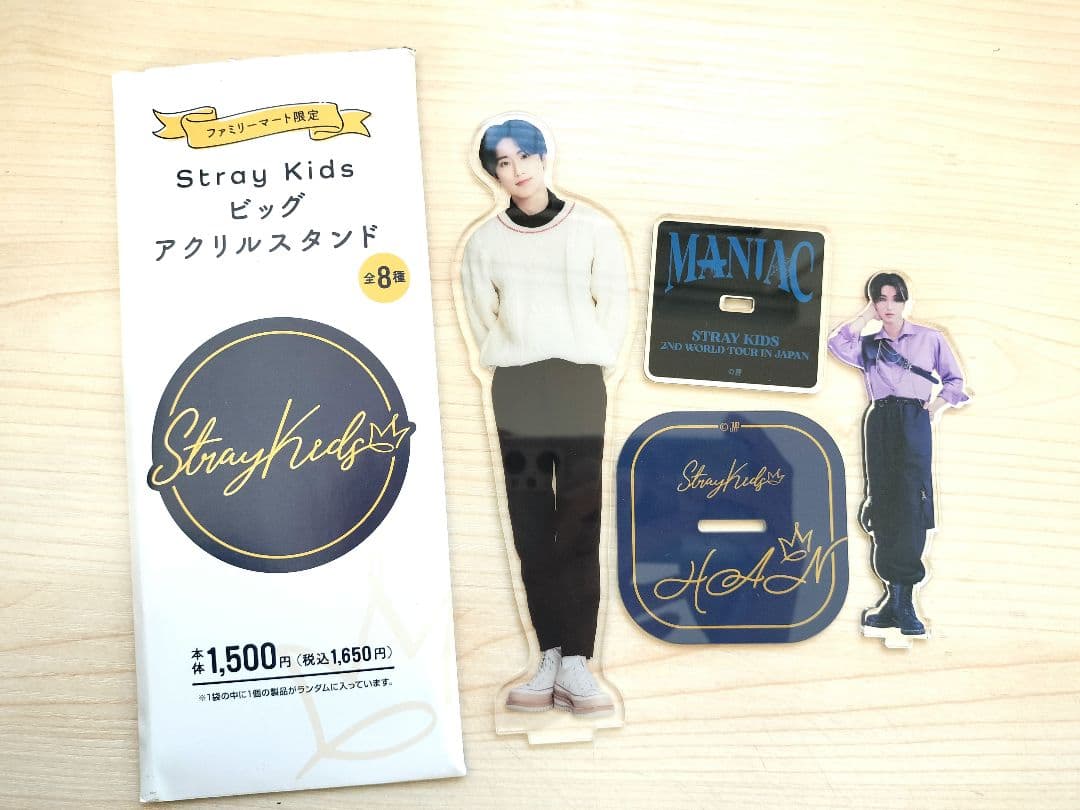 ファミリーマート限定
Stray Kids
ビッグ
アクリルスタンド
全8種
StrayKids
本体1,500円(税込1,650円)
※1袋の中に1個の製品がランダムに入っています。
MANIAC
STRAY KIDS
2ND WORLD TOUR IN JAPAN
©JYP
©JYP
StrayKids
HAN